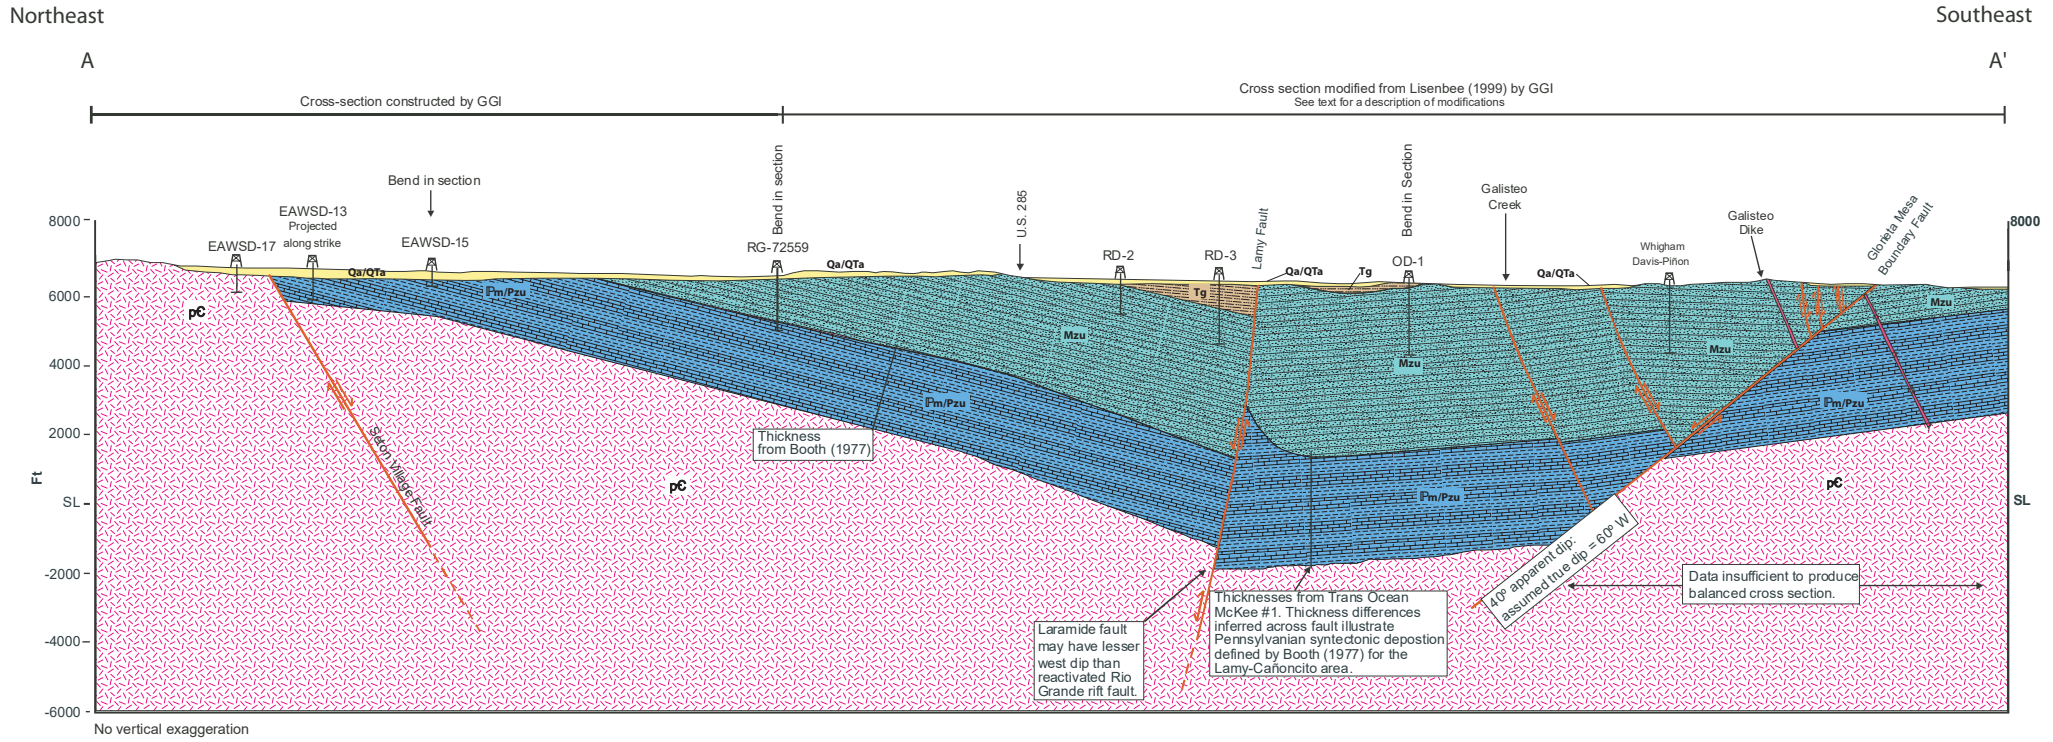 Northeast
Southeast
A
A'
Cross-section constructed by GGI
Cross section modified from Lisenbee (1999) by GGI
See text for a description of modifications
Bend in section
EAWSD-13
Projected
along strike
EAWSD-17
EAWSD-15
Bend in section
RG-72559
U.S. 285
RD-2
RD-3
Lamy Fault
Bend in Section
OD-1
Galisteo
Creek
Whigham
Davis-Piñon
Galisteo
Dike
Glorieta Mesa
Boundary Fault
8000
6000
4000
2000
SL
-2000
-4000
-6000
Ft
8000
SL
Qa/QTa
Qa/QTa
Qa/QTa
Tg
Qa/QTa
Tg
ℙm/Pzu
Mzu
Mzu
Mzu
Mzu
ℙm/Pzu
ℙm/Pzu
ℙm/Pzu
pЄ
pЄ
pЄ
Seton Village Fault
Thickness
from Booth (1977)
Laramide fault
may have lesser
west dip than
reactivated Rio
Grande rift fault.
Thicknesses from Trans Ocean
McKee #1. Thickness differences
inferred across fault illustrate
Pennsylvanian syntectonic depostion
defined by Booth (1977) for the
Lamy-Cañoncito area.
40º apparent dip:
assumed true dip = 60º W
Data insufficient to produce
balanced cross section.
No vertical exaggeration